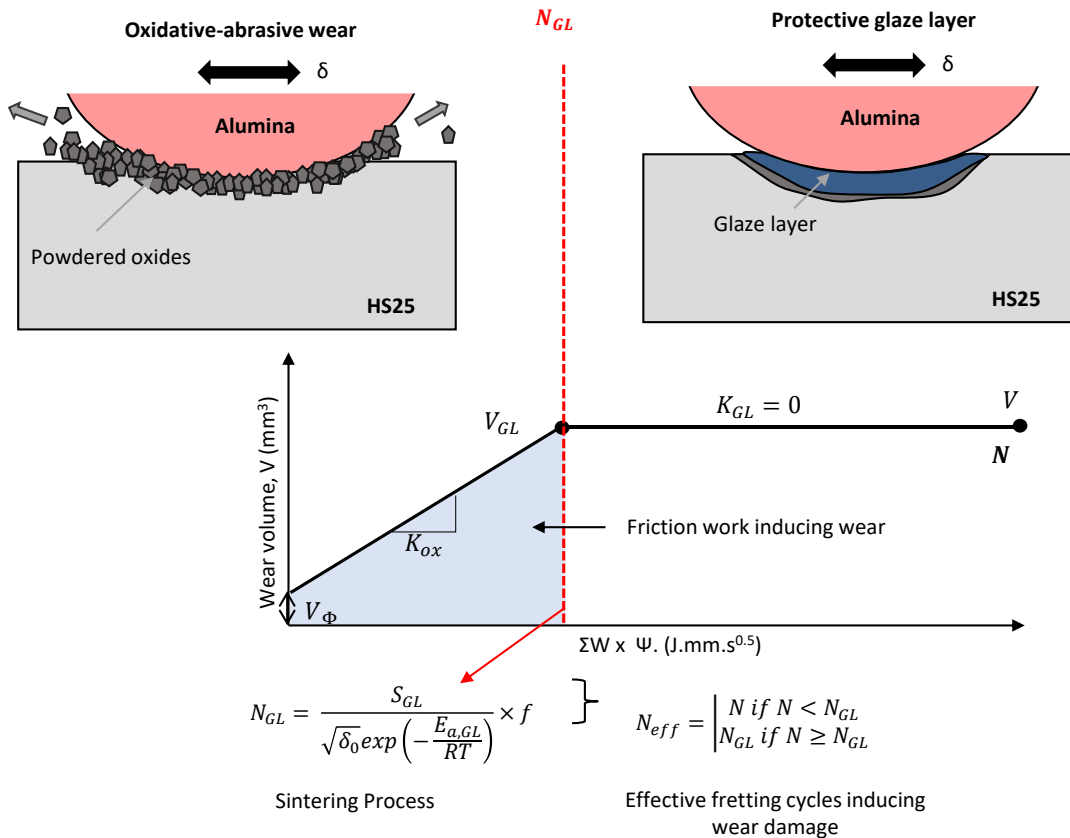 Oxidative-abrasive wear
δ
Alumina
Powdered oxides
HS25
N_GL
Protective glaze layer
δ
Alumina
Glaze layer
HS25
Wear volume, V (mm³)
V_GL
K_GL = 0
V
N
K_ox
Friction work inducing wear
V_Φ
ΣW x Ψ. (J.mm.s^0.5)
N_GL = S_GL / (√δ₀ exp(−E_a,GL / RT)) × f
N_eff = | N if N < N_GL
N_GL if N ≥ N_GL
Sintering Process
Effective fretting cycles inducing
wear damage